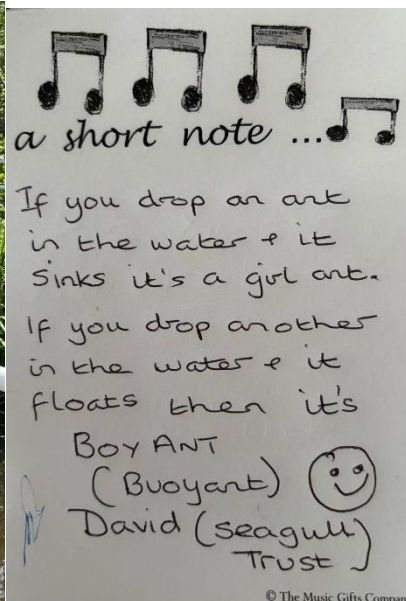 a short note ...
If you drop an ant
in the water & it
sinks it's a girl ant.
If you drop another
in the water & it
floats then it's
BOY ANT
(Buoyant)
David (seagull
Trust)
© The Music Gifts Compan